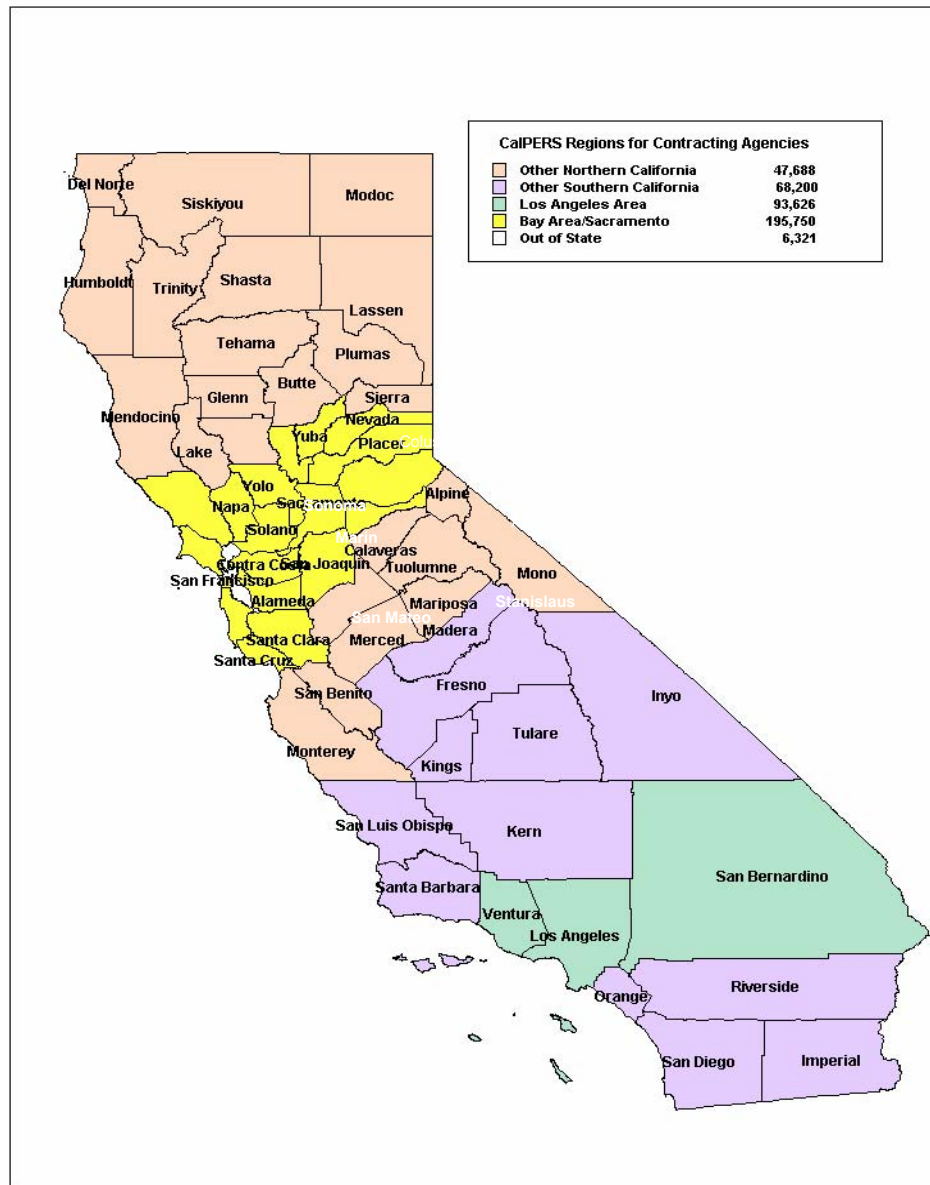 CalPERS Regions for Contracting Agencies
Other Northern California 47,688
Other Southern California 68,200
Los Angeles Area 93,626
Bay Area/Sacramento 195,750
Out of State 6,321
Del Norte
Siskiyou
Modoc
Humboldt
Trinity
Shasta
Lassen
Tehama
Plumas
Butte
Glenn
Sierra
Mendocino
Nevada
Yuba
Placer
Lake
Yolo
Alpine
Napa
Sonoma
Solano
Marin
Calaveras
Contra Costa
San Joaquin
Tuolumne
Mono
San Francisco
Alameda
Mariposa
Stanislaus
San Mateo
Madera
Santa Clara
Merced
Santa Cruz
Fresno
San Benito
Inyo
Tulare
Monterey
Kings
San Luis Obispo
Kern
San Bernardino
Santa Barbara
Ventura
Los Angeles
Riverside
Orange
San Diego
Imperial